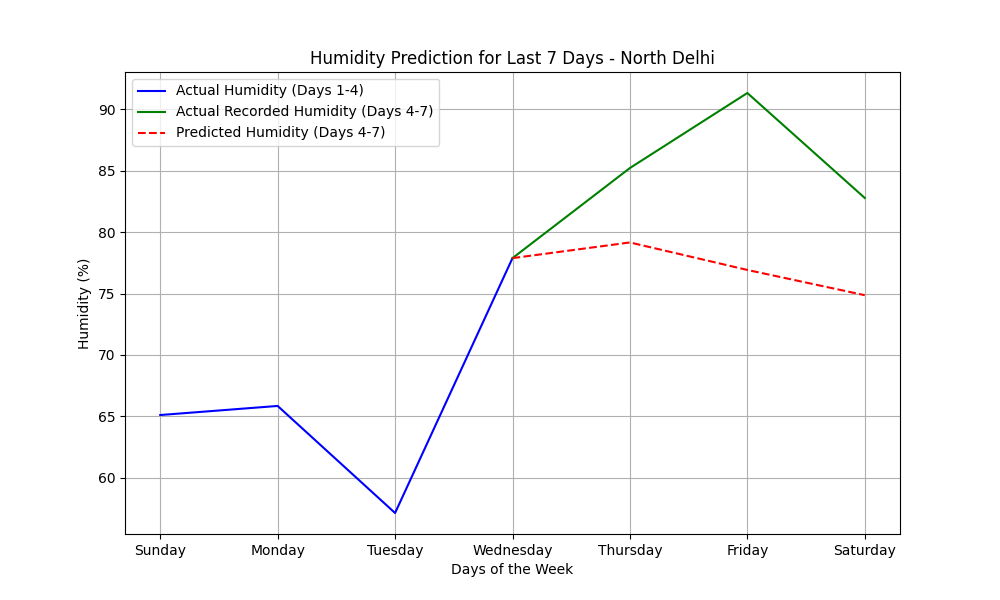 Humidity Prediction for Last 7 Days - North Delhi
Actual Humidity (Days 1-4)
Actual Recorded Humidity (Days 4-7)
Predicted Humidity (Days 4-7)
Humidity (%)
90
85
80
75
70
65
60
Sunday Monday Tuesday Wednesday Thursday Friday Saturday
Days of the Week